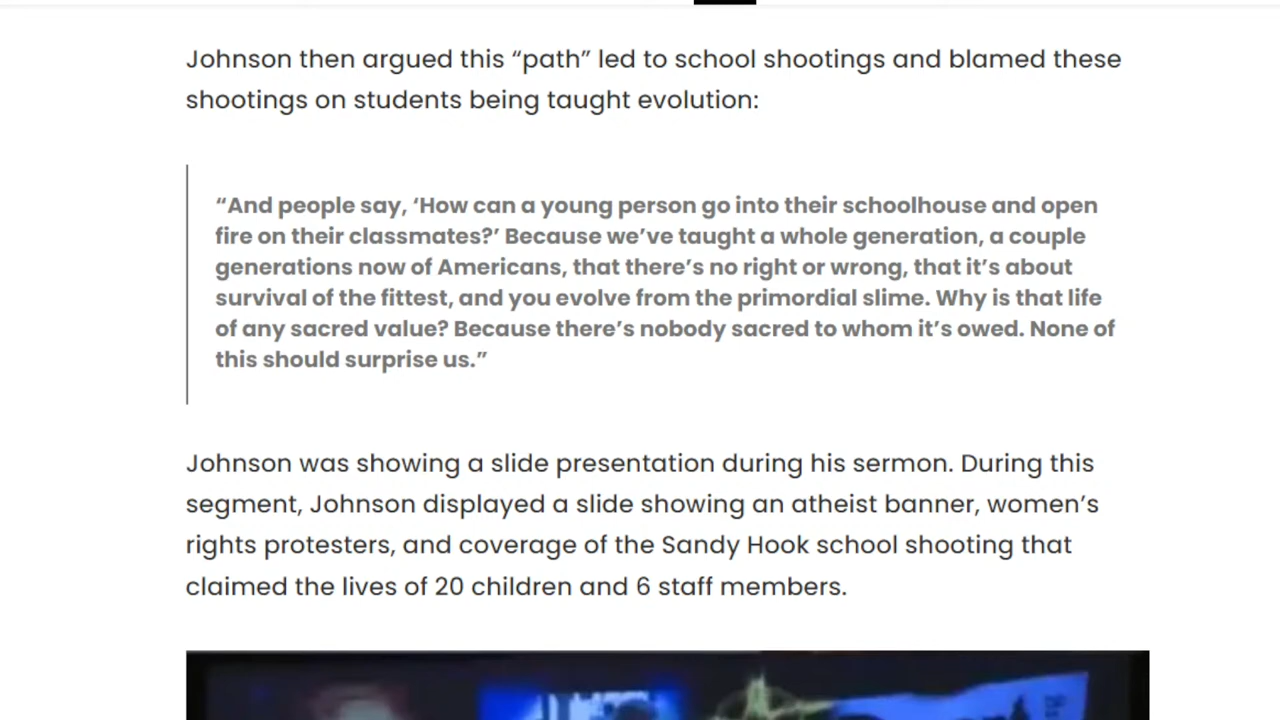 Johnson then argued this “path” led to school shootings and blamed these
shootings on students being taught evolution:
“And people say, ‘How can a young person go into their schoolhouse and open
fire on their classmates?’ Because we’ve taught a whole generation, a couple
generations now of Americans, that there’s no right or wrong, that it’s about
survival of the fittest, and you evolve from the primordial slime. Why is that life
of any sacred value? Because there’s nobody sacred to whom it’s owed. None of
this should surprise us.”
Johnson was showing a slide presentation during his sermon. During this
segment, Johnson displayed a slide showing an atheist banner, women’s
rights protesters, and coverage of the Sandy Hook school shooting that
claimed the lives of 20 children and 6 staff members.